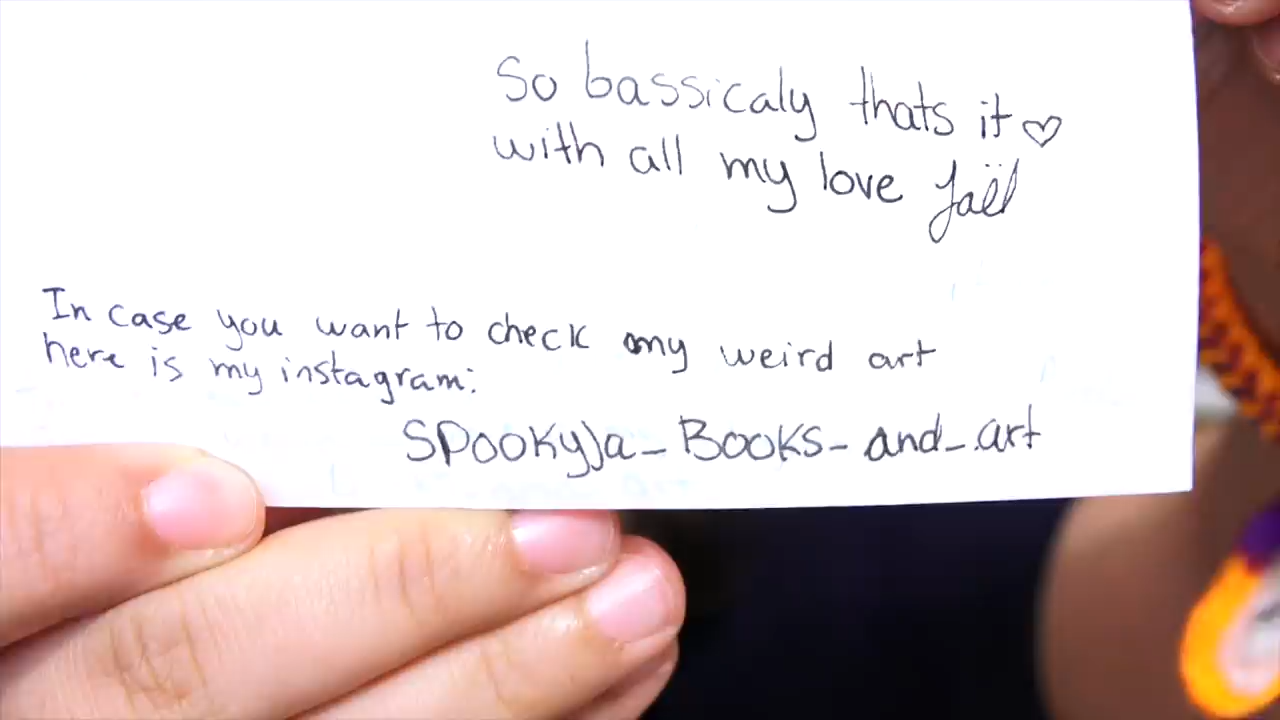 So bassicaly thats it ♡
with all my love Jaël
In case you want to check my weird art
here is my instagram:
SPOOKyJa_BOOKS_and_art